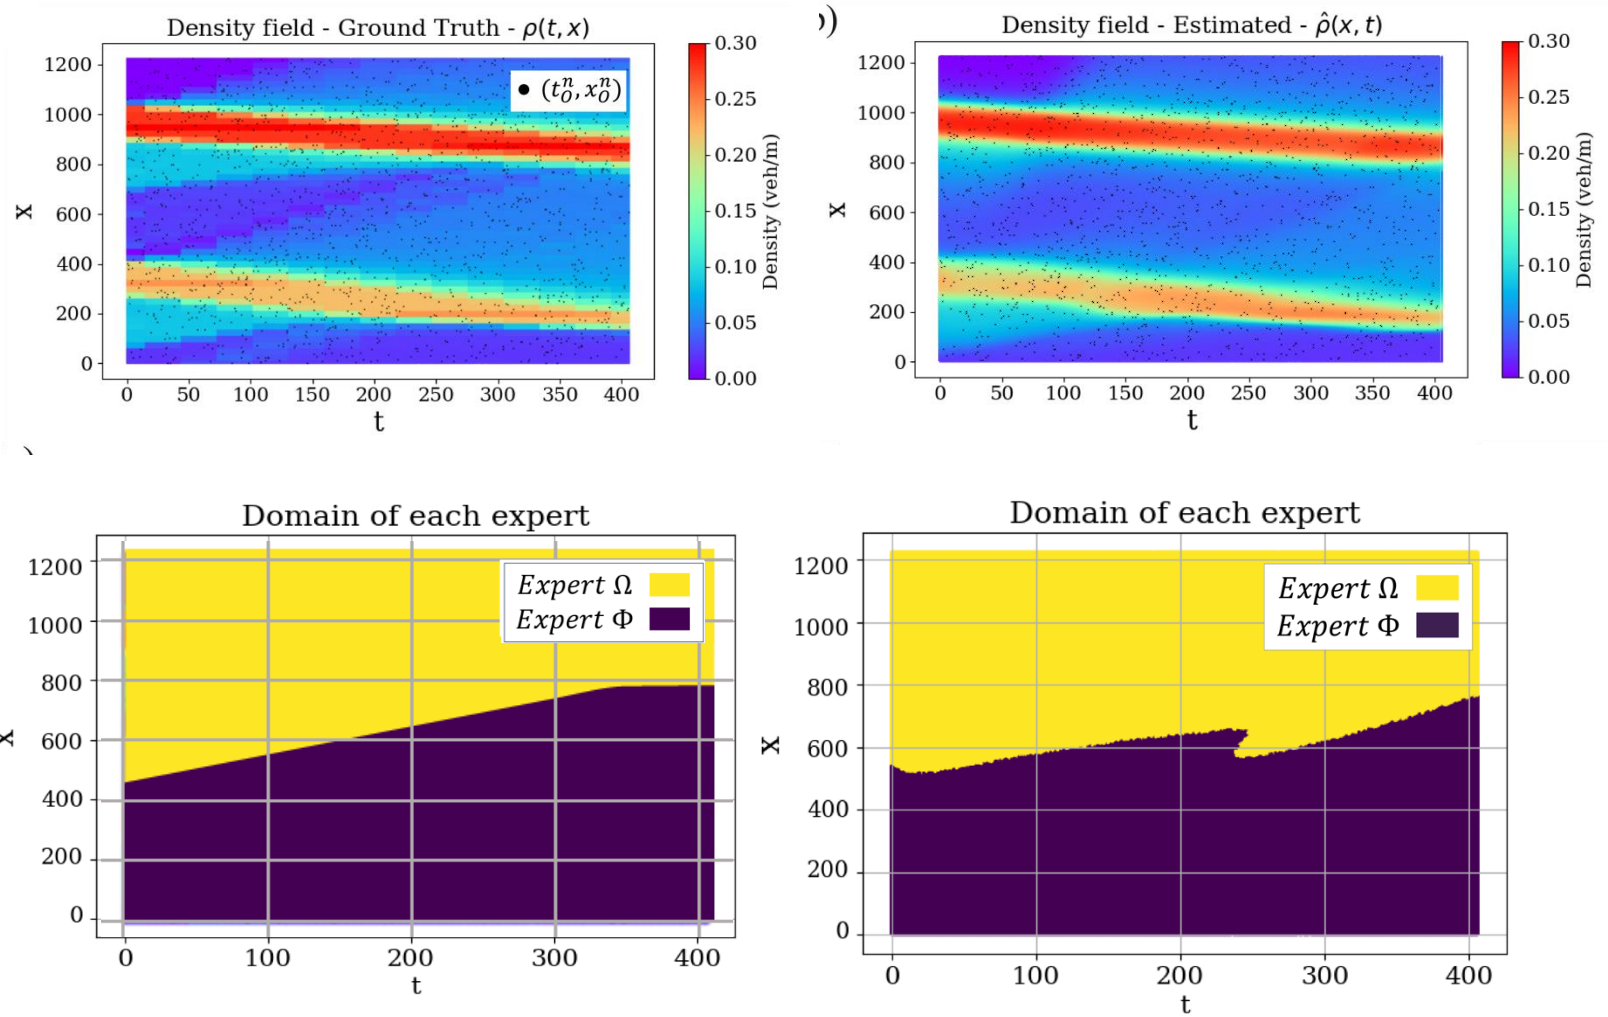 Density field - Ground Truth - ρ(t, x)
(t_O^n, x_O^n)
1200
1000
800
600
400
200
0
x
0 50 100 150 200 250 300 350 400
t
0.30
0.25
0.20
0.15
0.10
0.05
0.00
Density (veh/m)
)
Density field - Estimated - ρ̂(x, t)
1200
1000
800
600
400
200
0
x
0 50 100 150 200 250 300 350 400
t
0.30
0.25
0.20
0.15
0.10
0.05
0.00
Density (veh/m)
Domain of each expert
Expert Ω
Expert Φ
1200
1000
800
600
400
200
0
x
0 100 200 300 400
t
Domain of each expert
Expert Ω
Expert Φ
1200
1000
800
600
400
200
0
x
0 100 200 300 400
t